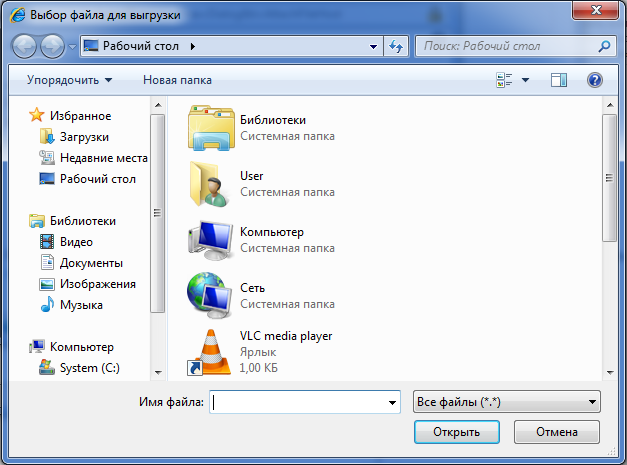 Выбор файла для выгрузки
Рабочий стол
Поиск: Рабочий стол
Упорядочить
Новая папка
Избранное
Загрузки
Недавние места
Рабочий стол
Библиотеки
Видео
Документы
Изображения
Музыка
Компьютер
System (C:)
Библиотеки
Системная папка
User
Системная папка
Компьютер
Системная папка
Сеть
Системная папка
VLC media player
Ярлык
1,00 КБ
Имя файла:
Все файлы (*.*)
Открыть
Отмена